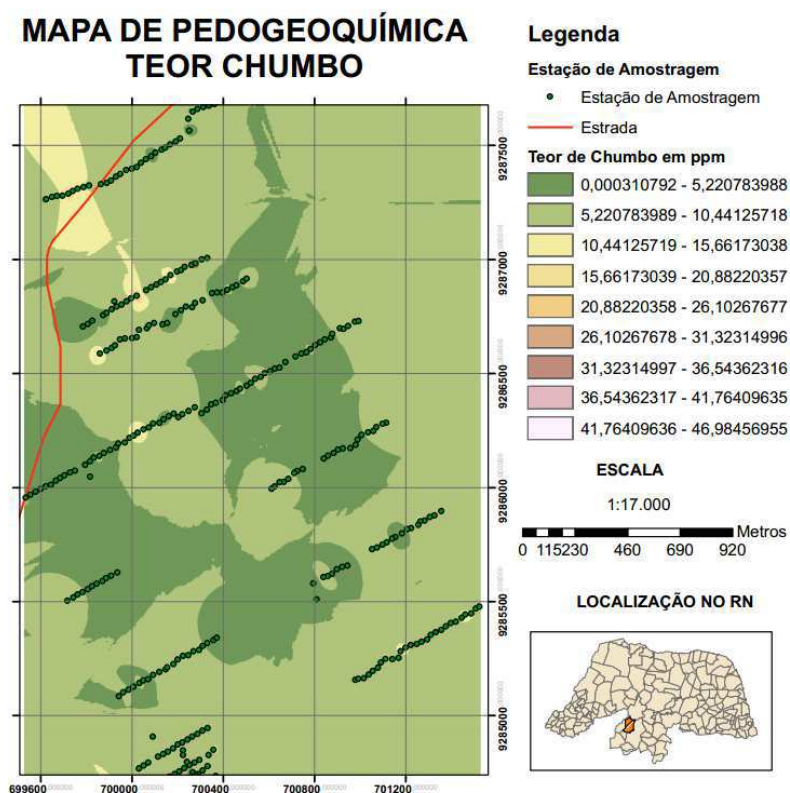 MAPA DE PEDOGEOQUÍMICA
TEOR CHUMBO
9287500
9287000
9286500
9286000
9285500
9285000
699600
700000
700400
700800
701200
Legenda
Estação de Amostragem
Estação de Amostragem
Estrada
Teor de Chumbo em ppm
0,000310792 - 5,220783988
5,220783989 - 10,44125718
10,44125719 - 15,66173038
15,66173039 - 20,88220357
20,88220358 - 26,10267677
26,10267678 - 31,32314996
31,32314997 - 36,54362316
36,54362317 - 41,76409635
41,76409636 - 46,98456955
ESCALA
1:17.000
Metros
0 115230 460 690 920
LOCALIZAÇÃO NO RN